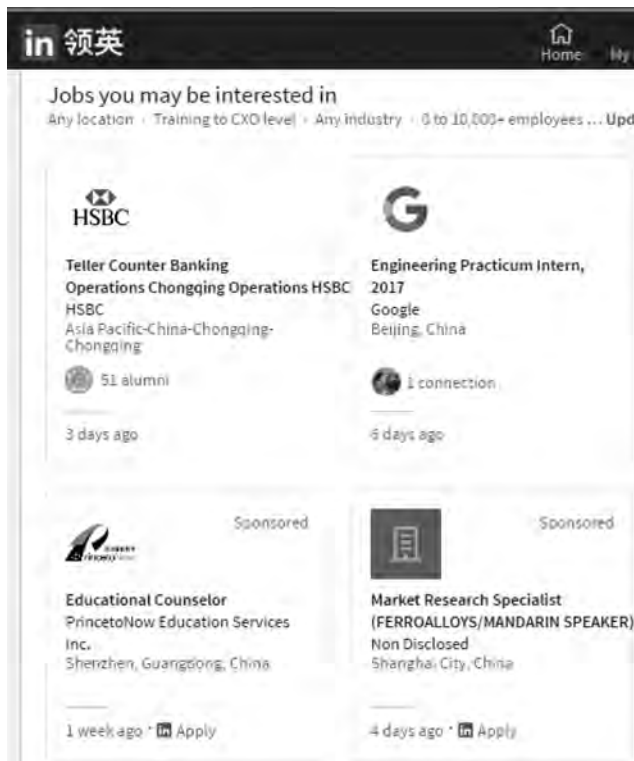 in 领英
Home My
Jobs you may be interested in
Any location · Training to CXO level · Any industry · 0 to 10,000+ employees ... Upd
HSBC
Teller Counter Banking
Operations Chongqing Operations HSBC
HSBC
Asia Pacific-China-Chongqing-
Chongqing
51 alumni
3 days ago
G
Engineering Practicum Intern,
2017
Google
Beijing, China
1 connection
6 days ago
Sponsored
Educational Counselor
PrincetoNow Education Services
Inc.
Shenzhen, Guangdong, China
1 week ago · in Apply
Sponsored
Market Research Specialist
(FERROALLOYS/MANDARIN SPEAKER)
Non Disclosed
Shanghai City, China
4 days ago · in Apply